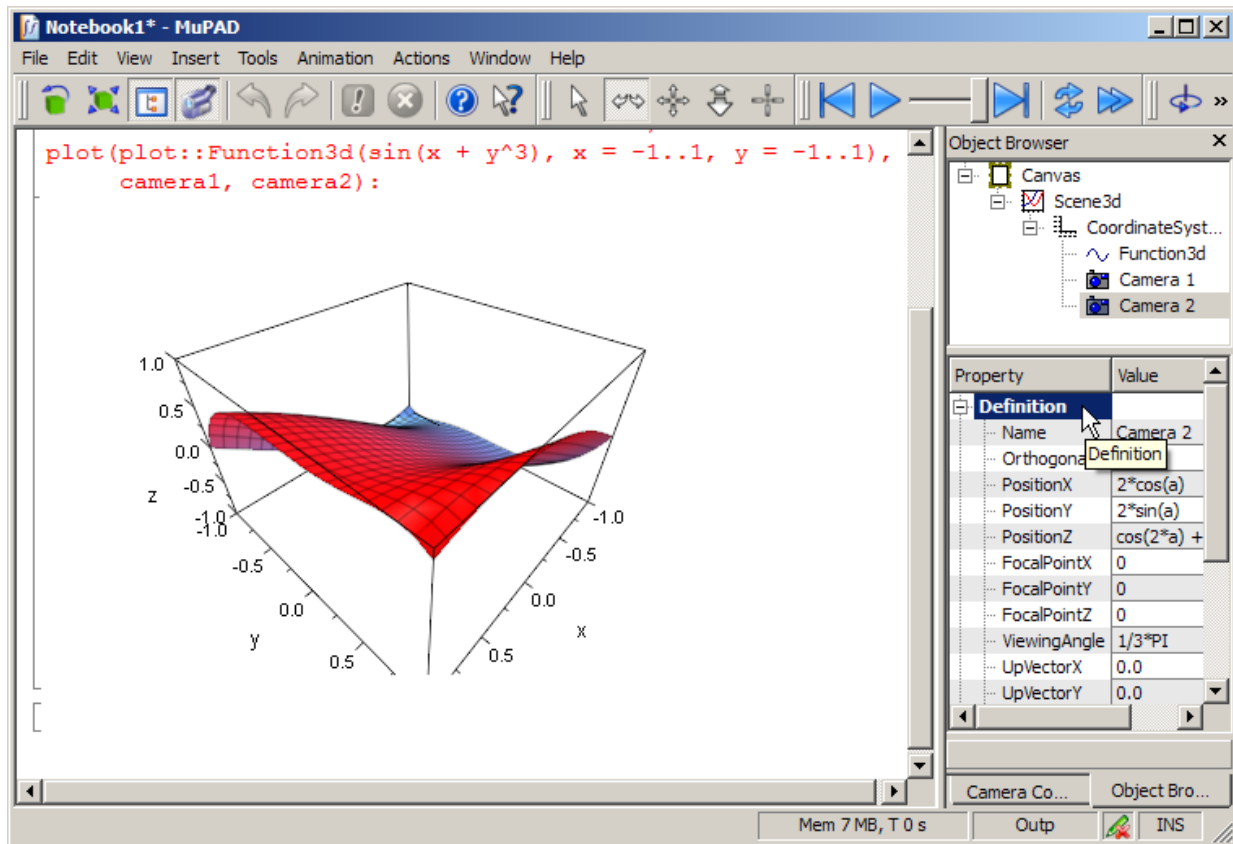 Notebook1* - MuPAD
File Edit View Insert Tools Animation Actions Window Help
plot(plot::Function3d(sin(x + y^3), x = -1..1, y = -1..1),
camera1, camera2):
1.0
0.5
0.0
-0.5
-1.0
z
-1.0
-0.5
0.0
0.5
y
-1.0
-0.5
0.0
0.5
x
Object Browser
Canvas
Scene3d
CoordinateSyst...
Function3d
Camera 1
Camera 2
Property Value
Definition
Name Camera 2
Orthogona
Definition
PositionX 2*cos(a)
PositionY 2*sin(a)
PositionZ cos(2*a) +
FocalPointX 0
FocalPointY 0
FocalPointZ 0
ViewingAngle 1/3*PI
UpVectorX 0.0
UpVectorY 0.0
Camera Co... Object Bro...
Mem 7 MB, T 0 s Outp INS